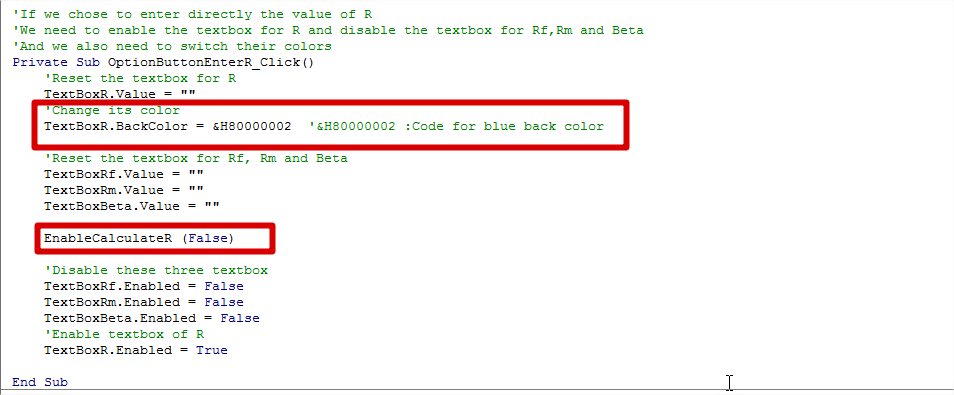 'If we chose to enter directly the value of R
'We need to enable the textbox for R and disable the textbox for Rf,Rm and Beta
'And we also need to switch their colors
Private Sub OptionButtonEnterR_Click()
'Reset the textbox for R
TextBoxR.Value = ""
'Change its color
TextBoxR.BackColor = &H80000002  '&H80000002 :Code for blue back color
'Reset the textbox for Rf, Rm and Beta
TextBoxRf.Value = ""
TextBoxRm.Value = ""
TextBoxBeta.Value = ""
EnableCalculateR (False)
'Disable these three textbox
TextBoxRf.Enabled = False
TextBoxRm.Enabled = False
TextBoxBeta.Enabled = False
'Enable textbox of R
TextBoxR.Enabled = True
End Sub